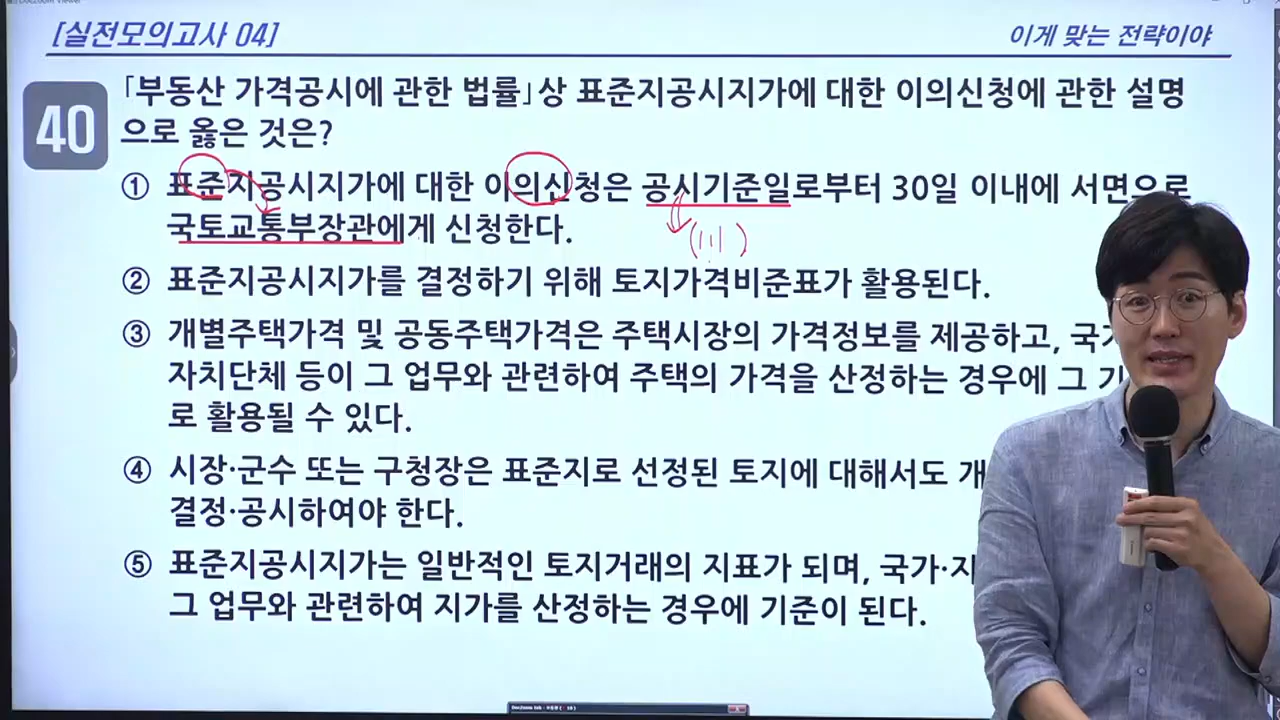 [실전모의고사 04]
이게 맞는 전략이야
40
「부동산 가격공시에 관한 법률」상 표준지공시지가에 대한 이의신청에 관한 설명
으로 옳은 것은?
① 표준지공시지가에 대한 이의신청은 공시기준일로부터 30일 이내에 서면으로
국토교통부장관에게 신청한다.
② 표준지공시지가를 결정하기 위해 토지가격비준표가 활용된다.
③ 개별주택가격 및 공동주택가격은 주택시장의 가격정보를 제공하고, 국가
자치단체 등이 그 업무와 관련하여 주택의 가격을 산정하는 경우에 그 기
로 활용될 수 있다.
④ 시장·군수 또는 구청장은 표준지로 선정된 토지에 대해서도 개
결정·공시하여야 한다.
⑤ 표준지공시지가는 일반적인 토지거래의 지표가 되며, 국가·지
그 업무와 관련하여 지가를 산정하는 경우에 기준이 된다.